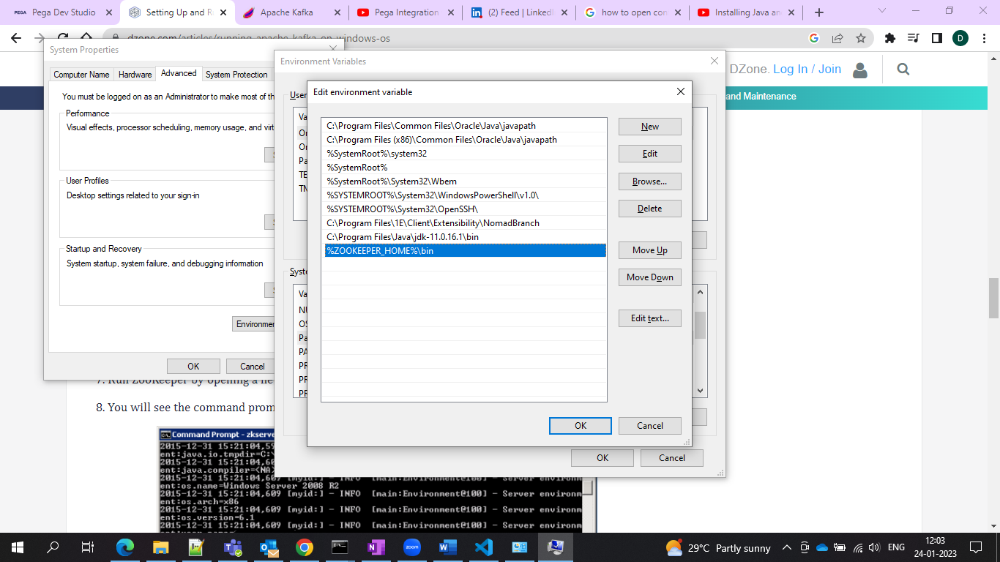 Pega Dev Studio
Setting Up and R
Apache Kafka
Pega Integration
(2) Feed | LinkedI
how to open con
Installing Java an
dzone.com/articles/running-apache-kafka-on-windows-os
D
System Properties
Computer Name
Hardware
Advanced
System Protection
You must be logged on as an Administrator to make most of th
Performance
Visual effects, processor scheduling, memory usage, and virt
User Profiles
Desktop settings related to your sign-in
Startup and Recovery
System startup, system failure, and debugging information
Environmen
OK
Cancel
Environment Variables
User
Va
On
On
Pa
TE
TM
Syste
Va
NU
OS
Pa
PA
PR
PR
PR
OK
Cancel
Edit environment variable
C:\Program Files\Common Files\Oracle\Java\javapath
C:\Program Files (x86)\Common Files\Oracle\Java\javapath
%SystemRoot%\system32
%SystemRoot%
%SystemRoot%\System32\Wbem
%SYSTEMROOT%\System32\WindowsPowerShell\v1.0\
%SYSTEMROOT%\System32\OpenSSH\
C:\Program Files\1E\Client\Extensibility\NomadBranch
C:\Program Files\Java\jdk-11.0.16.1\bin
%ZOOKEEPER_HOME%\bin
New
Edit
Browse...
Delete
Move Up
Move Down
Edit text...
OK
Cancel
DZone. Log In / Join
and Maintenance
7. Run ZooKeeper by opening a ne
8. You will see the command prom
Command Prompt - zkserve
2015-12-31 15:21:04,59
ent:java.io.tmpdir=C:\
2015-12-31 15:21:04,60
ent:java.compiler=<NA>
2015-12-31 15:21:04,609 [myid:] - INFO [main:Environment@100] - Server environm
ent:os.name=Windows Server 2008 R2
2015-12-31 15:21:04,609 [myid:] - INFO [main:Environment@100] - Server environm
ent:os.arch=x86
2015-12-31 15:21:04,609 [myid:] - INFO [main:Environment@100] - Server environm
ent:os.version=6.1
2015-12-31 15:21:04,609 [myid:] - INFO [main:Environment@100] - Server environm
29°C Partly sunny
ENG
12:03
24-01-2023